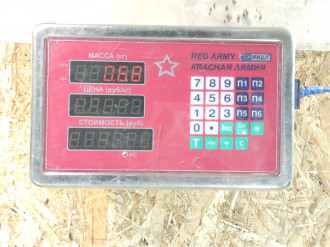 МАССА (кг)
0.68
ЦЕНА (руб/кг)
СТОИМОСТЬ (руб)
RED ARMY МИДЛ
КРАСНАЯ АРМИЯ
7 8 9 П1 П2
4 5 6 П3 П4
1 2 3 П5 П6
0 •
T C